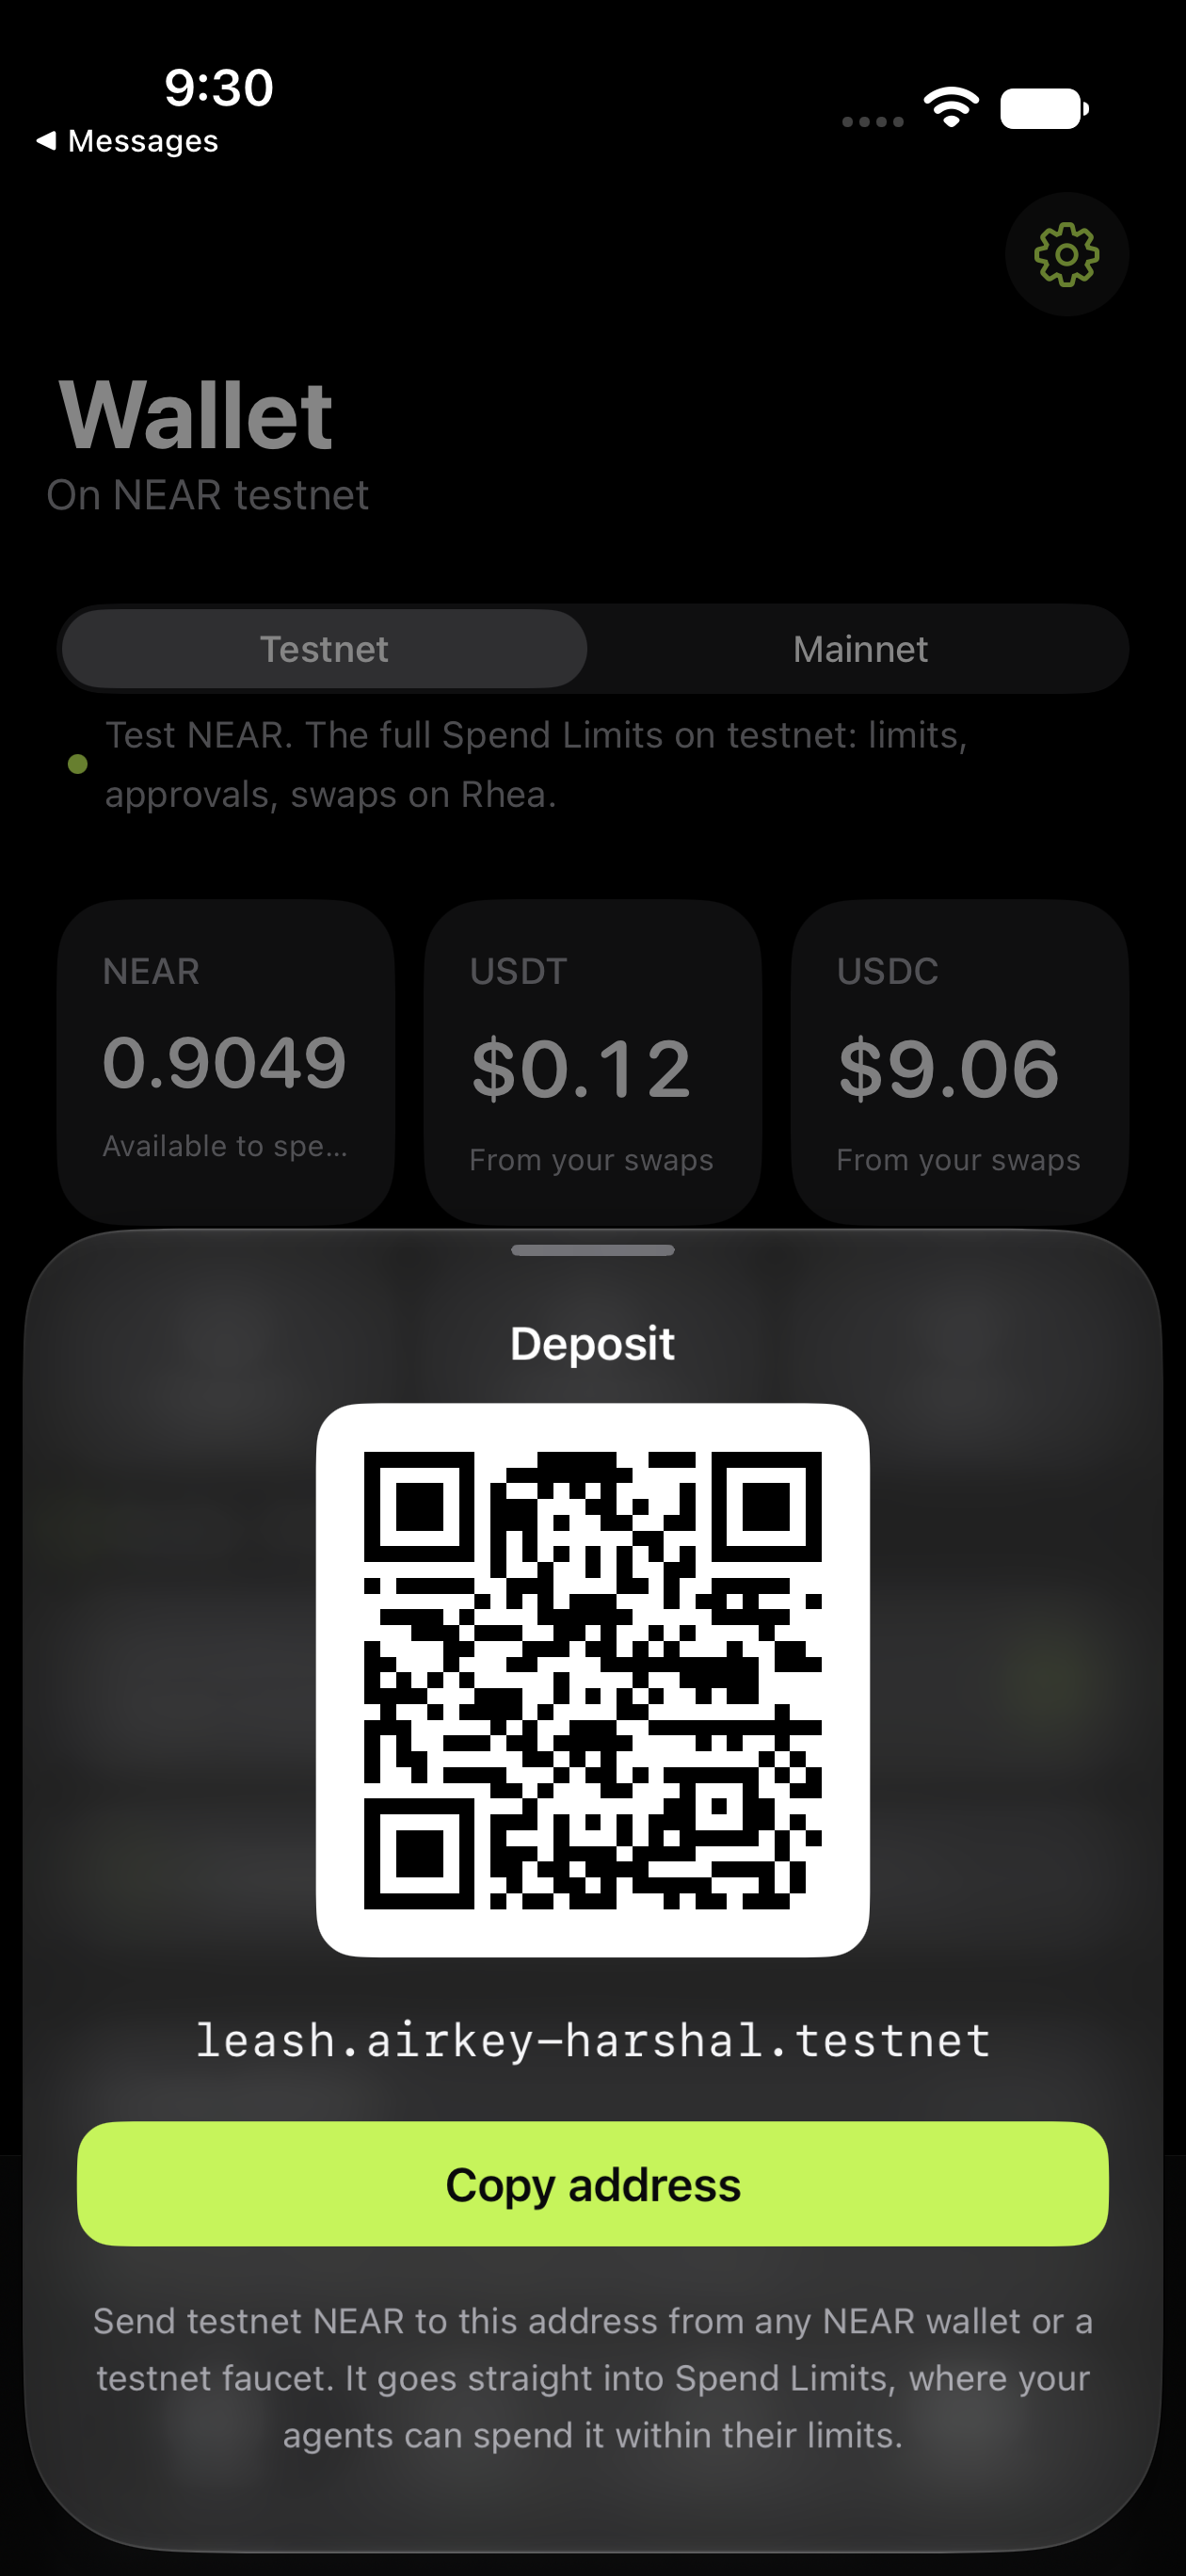 9:30
Messages
Wallet
On NEAR testnet
Testnet
Mainnet
Test NEAR. The full Spend Limits on testnet: limits,
approvals, swaps on Rhea.
NEAR
0.9049
Available to spe...
USDT
$0.12
From your swaps
USDC
$9.06
From your swaps
Deposit
leash.airkey-harshal.testnet
Copy address
Send testnet NEAR to this address from any NEAR wallet or a
testnet faucet. It goes straight into Spend Limits, where your
agents can spend it within their limits.